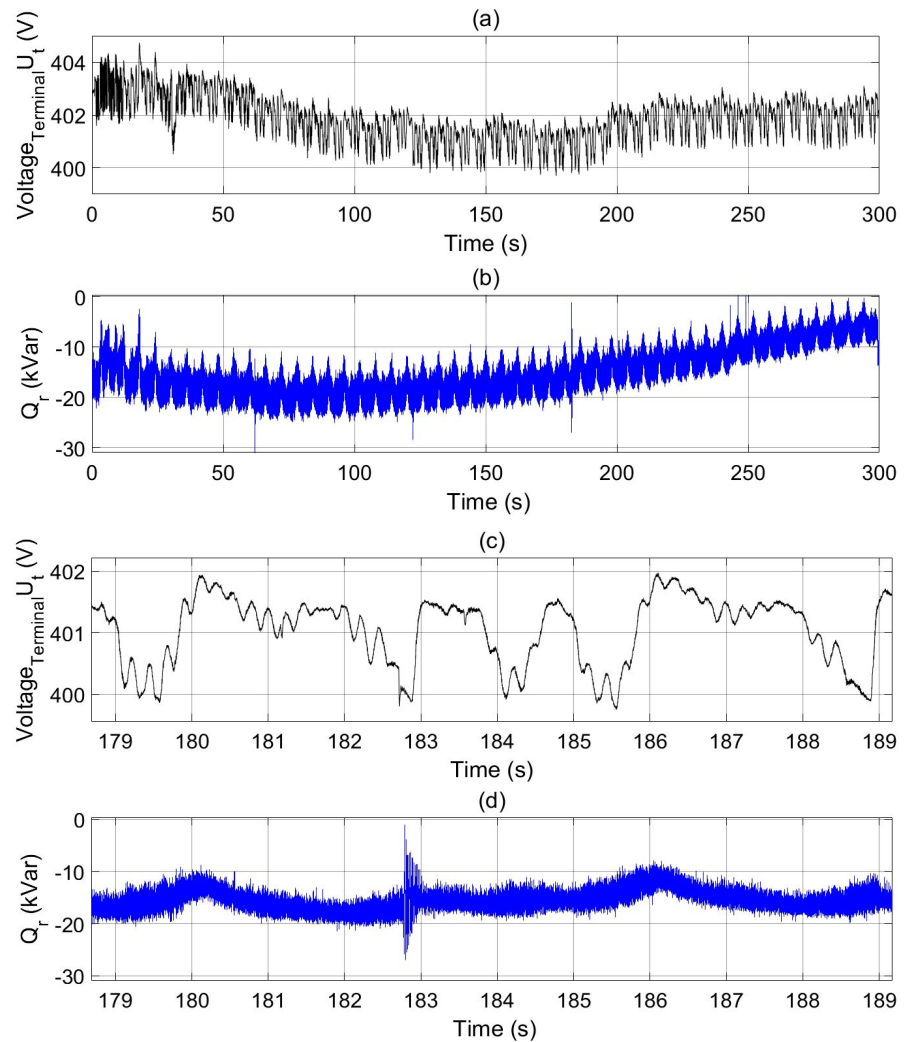 (a)
Voltage_Terminal U_t (V)
404
402
400
0 50 100 150 200 250 300
Time (s)
(b)
Q_r (kVar)
0
-10
-20
-30
0 50 100 150 200 250 300
Time (s)
(c)
Voltage_Terminal U_t (V)
402
401
400
179 180 181 182 183 184 185 186 187 188 189
Time (s)
(d)
Q_r (kVar)
0
-10
-20
-30
179 180 181 182 183 184 185 186 187 188 189
Time (s)